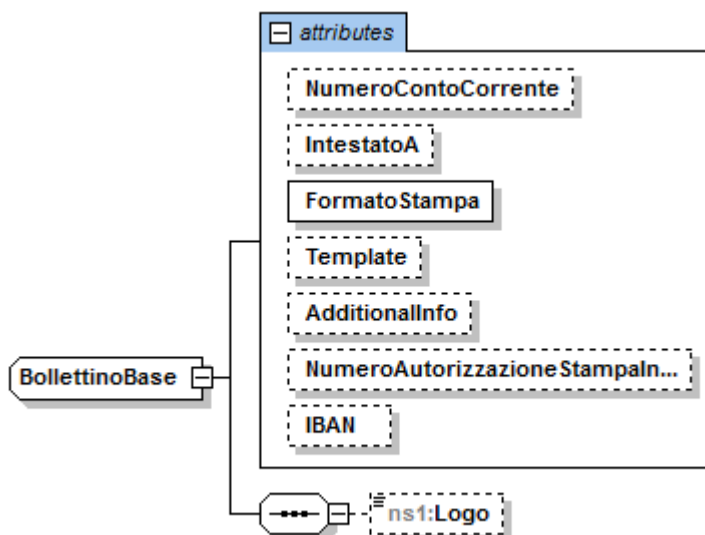 attributes
NumeroContoCorrente
IntestatoA
FormatoStampa
Template
AdditionalInfo
NumeroAutorizzazioneStampaIn...
IBAN
BollettinoBase
ns1:Logo